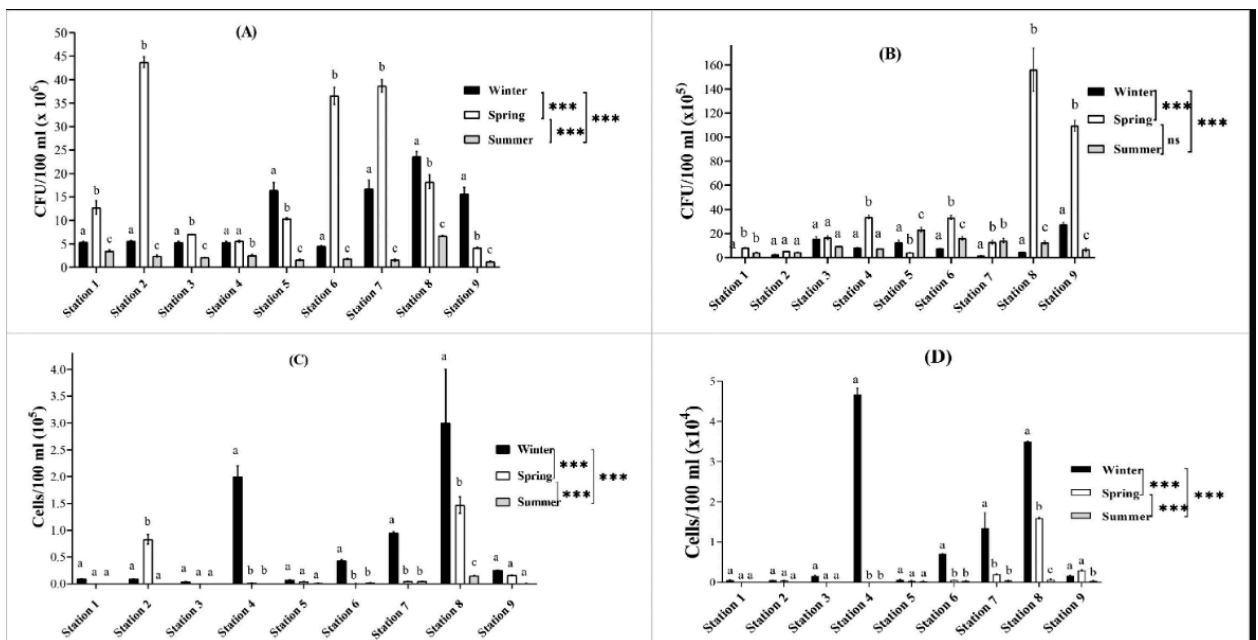 (A)
CFU/100 ml (x 10⁶)
50
45
40
35
30
25
20
15
10
5
0
a b c
a b c
a b c
a a b
a b c
a b c
a b c
a b c
a b c
Winter
Spring
Summer
***
***
***
Station 1
Station 2
Station 3
Station 4
Station 5
Station 6
Station 7
Station 8
Station 9
(B)
CFU/100 ml (x10⁵)
160
140
120
100
80
60
40
20
0
a b b
a a a
a a a
a b a
a b c
a b c
a b b
a b c
a b c
Winter
Spring
Summer
***
ns
***
Station 1
Station 2
Station 3
Station 4
Station 5
Station 6
Station 7
Station 8
Station 9
(C)
Cells/100 ml (10⁵)
4.0
3.5
3.0
2.5
2.0
1.5
1.0
0.5
0.0
a a a
a b a
a a a
a b b
a a a
a b b
a b b
a b c
a a a
Winter
Spring
Summer
***
***
***
Station 1
Station 2
Station 3
Station 4
Station 5
Station 6
Station 7
Station 8
Station 9
(D)
Cells/100 ml (x10⁴)
5
4
3
2
1
0
a a a
a a a
a a a
a b b
a a a
a b b
a b b
a b c
a a b
Winter
Spring
Summer
***
***
***
Station 1
Station 2
Station 3
Station 4
Station 5
Station 6
Station 7
Station 8
Station 9